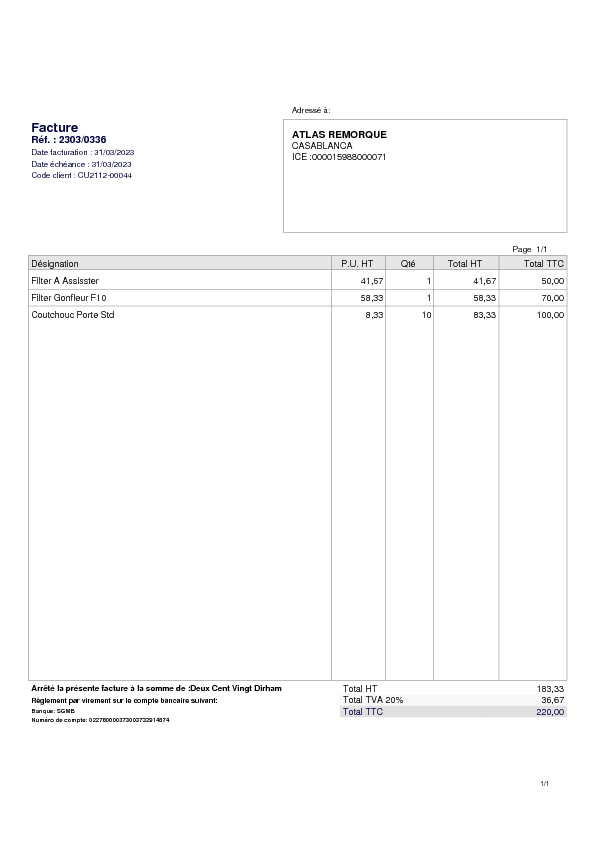 Adressé à:
Facture
Réf. : 2303/0336
Date facturation : 31/03/2023
Date échéance : 31/03/2023
Code client : CU2112-00044
ATLAS REMORQUE
CASABLANCA
ICE :000015988000071
Page 1/1
Désignation P.U. HT Qté Total HT Total TTC
Filter A Assisster 41,67 1 41,67 50,00
Filter Gonfleur F10 58,33 1 58,33 70,00
Coutchouc Porte Std 8,33 10 83,33 100,00
Arrêté la présente facture à la somme de :Deux Cent Vingt Dirham
Règlement par virement sur le compte bancaire suivant:
Banque: SGMB
Numéro de compte:
Total HT 183,33
Total TVA 20% 36,67
Total TTC 220,00
1/1